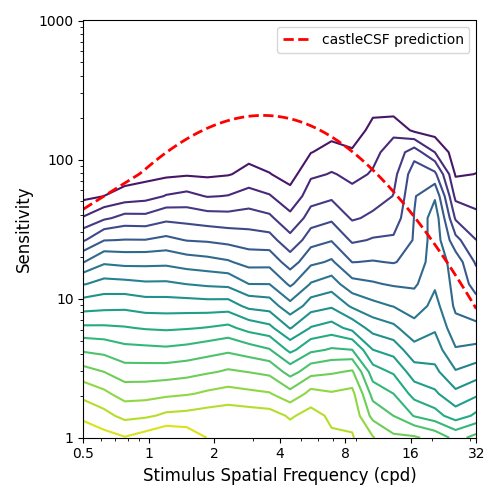 1000
castleCSF prediction
100
Sensitivity
10
1
0.5 1 2 4 8 16 32
Stimulus Spatial Frequency (cpd)